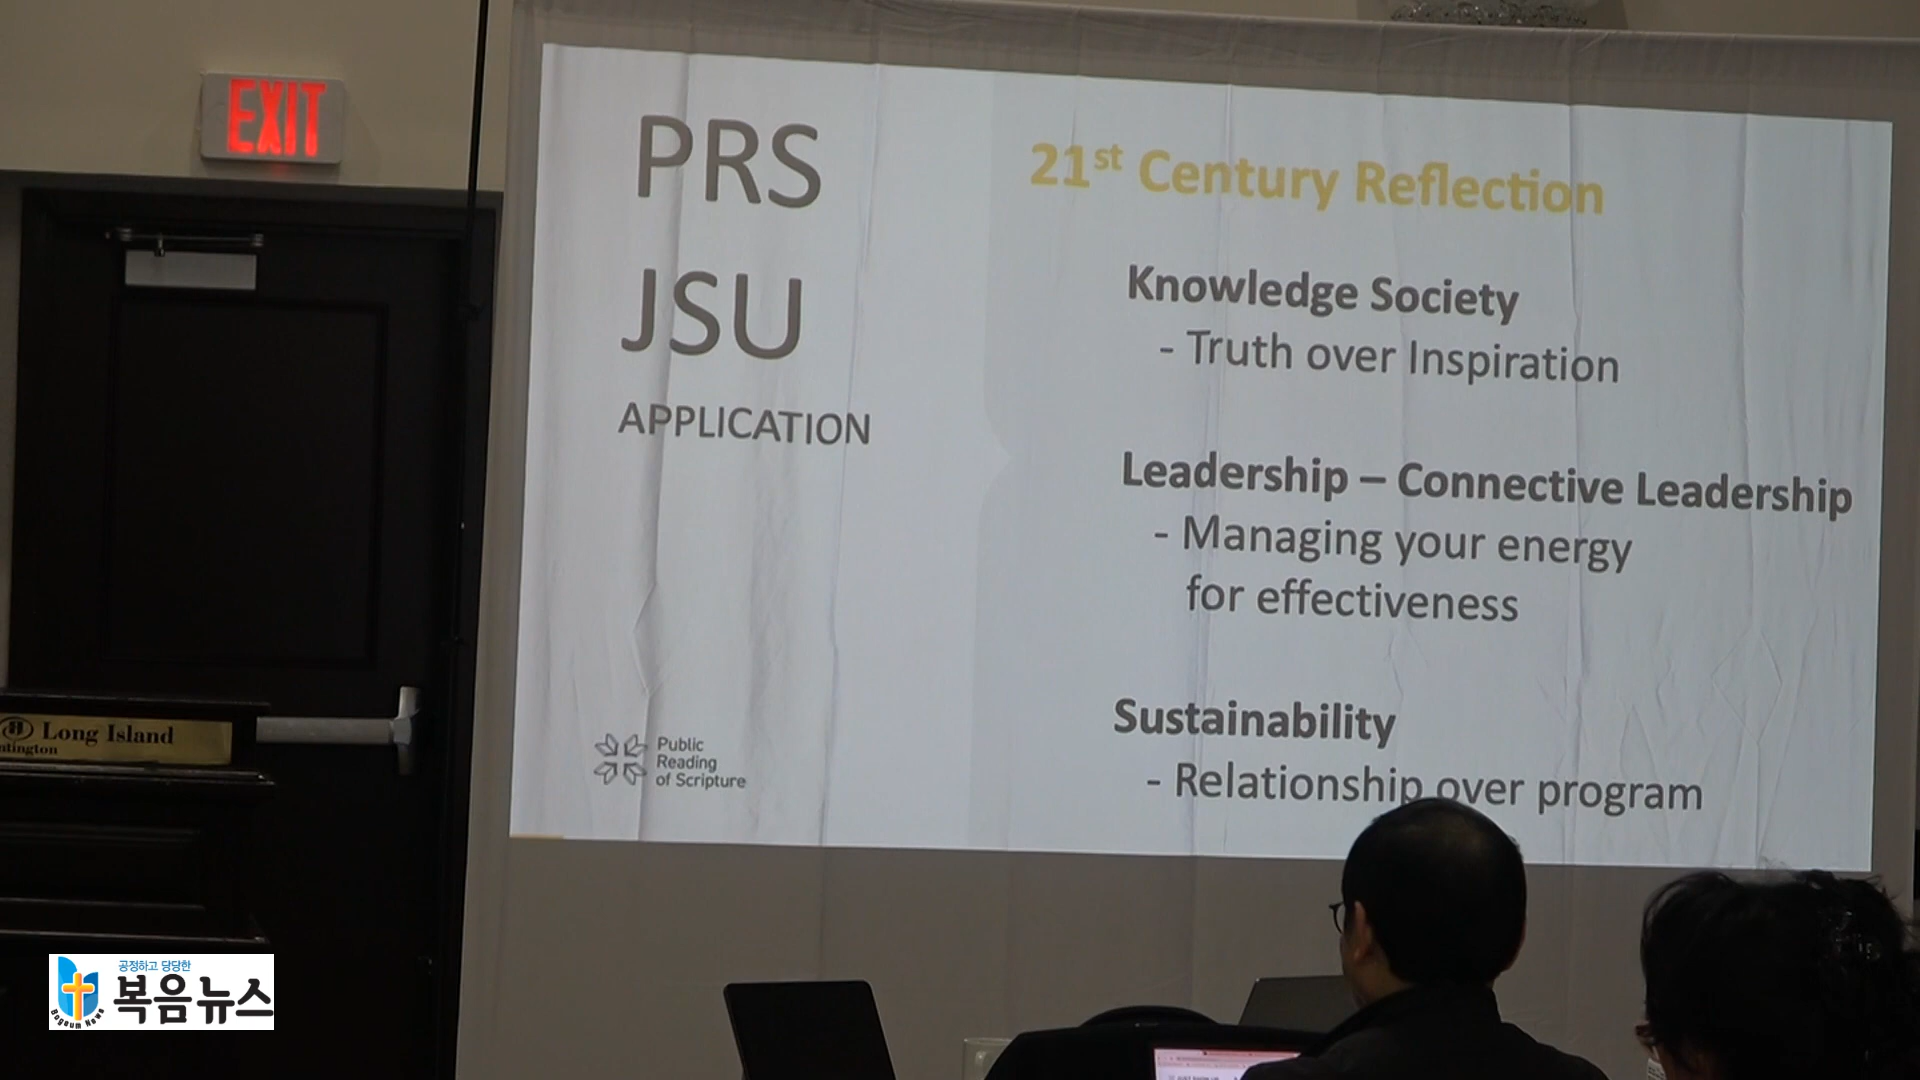 EXIT
PRS
JSU
APPLICATION
21st Century Reflection
Knowledge Society
- Truth over Inspiration
Leadership – Connective Leadership
- Managing your energy
for effectiveness
Sustainability
- Relationship over program
Public
Reading
of Scripture
Long Island
공정하고 당당한
복음뉴스
Bogeum News